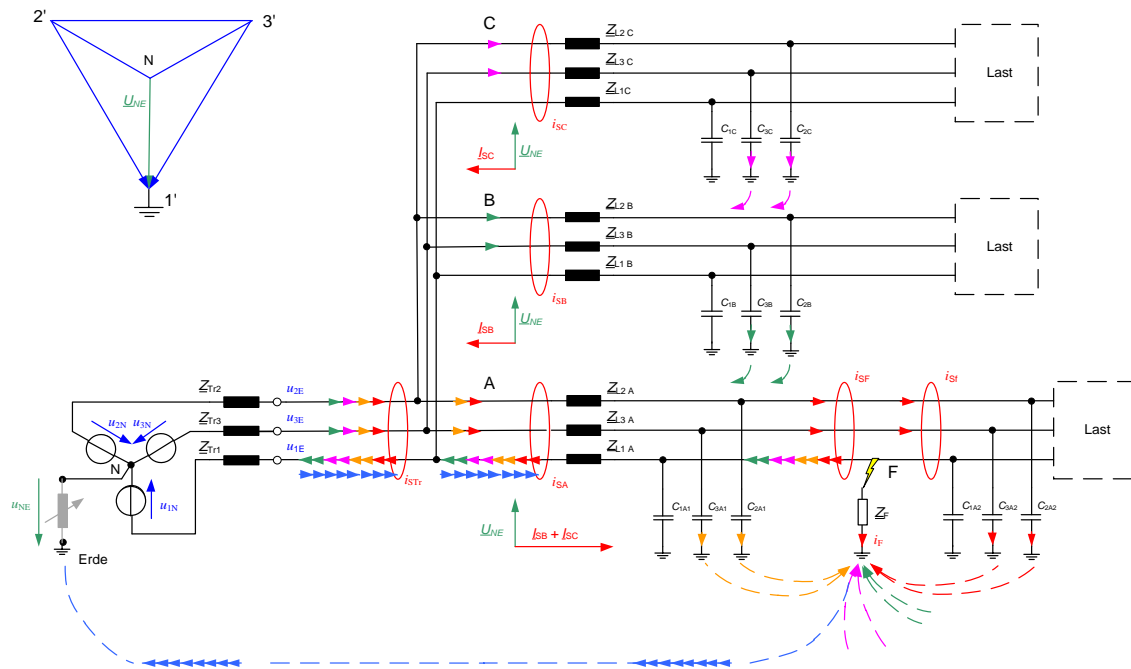 2' 3'
N
U_NE
1'
C
Z_L2 C
Z_L3 C
Z_L1C
Last
C_1C C_3C C_2C
i_SC
I_SC U_NE
B
Z_L2 B
Z_L3 B
Z_L1 B
Last
C_1B C_3B C_2B
i_SB
I_SB U_NE
A
Z_Tr2 u_2E Z_L2 A i_SF i_Sf
u_2N u_3N Z_Tr3 u_3E Z_L3 A Last
N Z_Tr1 u_1E Z_L1 A
i_STr i_SA F
u_NE u_1N
C_1A1 C_3A1 C_2A1 Z_F C_1A2 C_3A2 C_2A2
U_NE I_SB + I_SC i_F
Erde